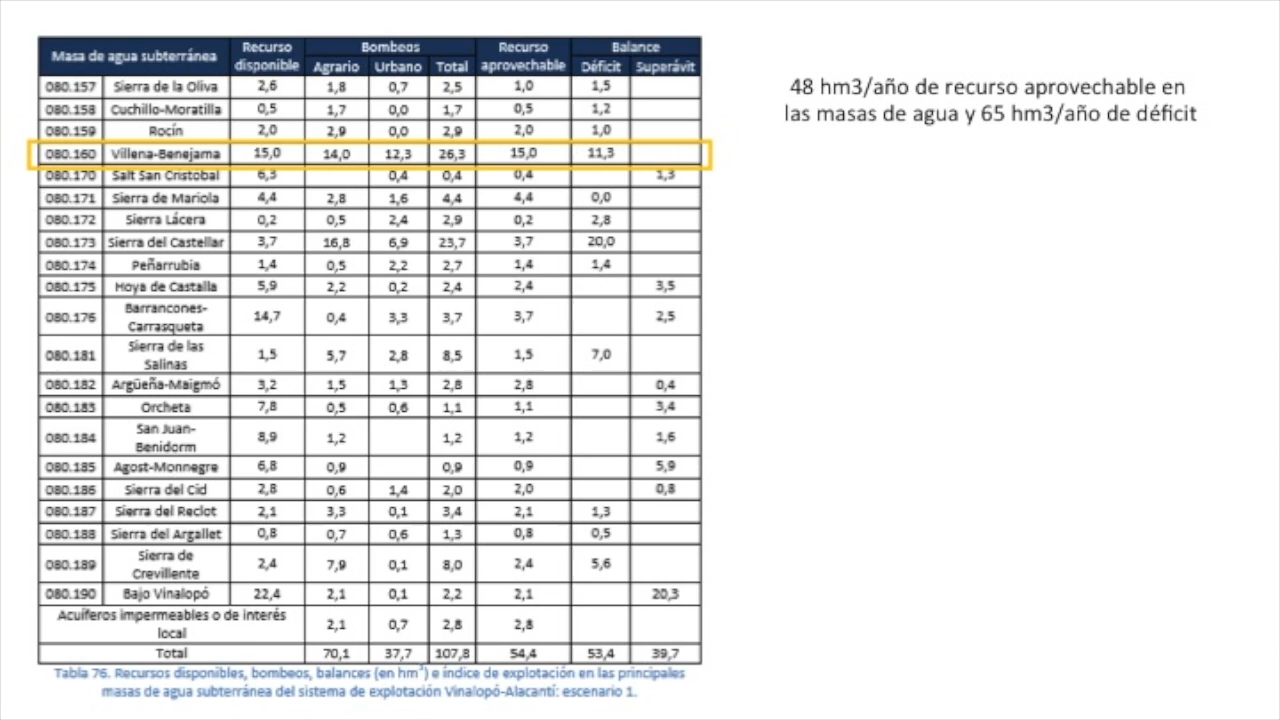 Masa de agua subterránea Recurso disponible Bombeos Recurso aprovechable Balance
Agrario Urbano Total Déficit Superávit
080.157 Sierra de la Oliva 2,6 1,8 0,7 2,5 1,0 1,5
080.158 Cuchillo-Moratilla 0,5 1,7 0,0 1,7 0,5 1,2
080.159 Rocín 2,0 2,9 0,0 2,9 2,0 1,0
080.160 Villena-Benejama 15,0 14,0 12,3 26,3 15,0 11,3
080.170 Salt San Cristobal 6,3 0,4 0,4 0,4 1,3
080.171 Sierra de Mariola 4,4 2,8 1,6 4,4 4,4 0,0
080.172 Sierra Lácera 0,2 0,5 2,4 2,9 0,2 2,8
080.173 Sierra del Castellar 3,7 16,8 6,9 23,7 3,7 20,0
080.174 Peñarrubia 1,4 0,5 2,2 2,7 1,4 1,4
080.175 Hoya de Castalla 5,9 2,2 0,2 2,4 2,4 3,5
080.176 Barrancones-Carrasqueta 14,7 0,4 3,3 3,7 3,7 2,5
080.181 Sierra de las Salinas 1,5 5,7 2,8 8,5 1,5 7,0
080.182 Argüeña-Maigmó 3,2 1,5 1,3 2,8 2,8 0,4
080.183 Orcheta 7,8 0,5 0,6 1,1 1,1 3,4
080.184 San Juan-Benidorm 8,9 1,2 1,2 1,2 1,6
080.185 Agost-Monnegre 6,8 0,9 0,9 0,9 5,9
080.186 Sierra del Cid 2,8 0,6 1,4 2,0 2,0 0,8
080.187 Sierra del Reclot 2,1 3,3 0,1 3,4 2,1 1,3
080.188 Sierra del Argallet 0,8 0,7 0,6 1,3 0,8 0,5
080.189 Sierra de Crevillente 2,4 7,9 0,1 8,0 2,4 5,6
080.190 Bajo Vinalopó 22,4 2,1 0,1 2,2 2,1 20,3
Acuíferos impermeables o de interés local 2,1 0,7 2,8 2,8
Total 70,1 37,7 107,8 54,4 53,4 39,7
Tabla 76. Recursos disponibles, bombeos, balances (en hm³) e índice de explotación en las principales
masas de agua subterránea del sistema de explotación Vinalopó-Alacantí: escenario 1.
48 hm3/año de recurso aprovechable en
las masas de agua y 65 hm3/año de déficit